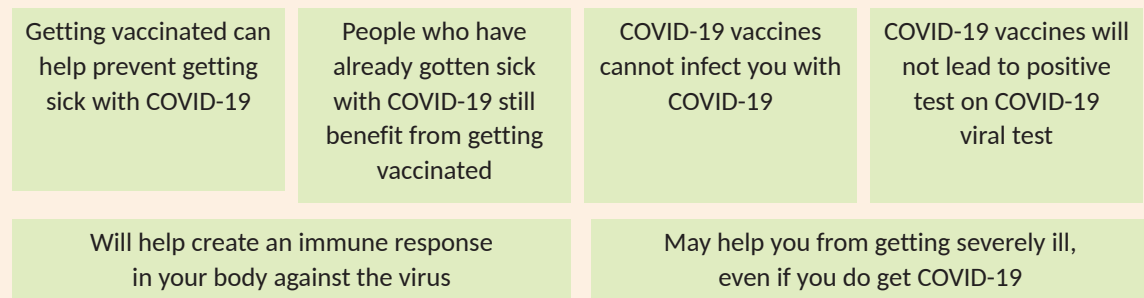 Getting vaccinated can
help prevent getting
sick with COVID-19
People who have
already gotten sick
with COVID-19 still
benefit from getting
vaccinated
COVID-19 vaccines
cannot infect you with
COVID-19
COVID-19 vaccines will
not lead to positive
test on COVID-19
viral test
Will help create an immune response
in your body against the virus
May help you from getting severely ill,
even if you do get COVID-19